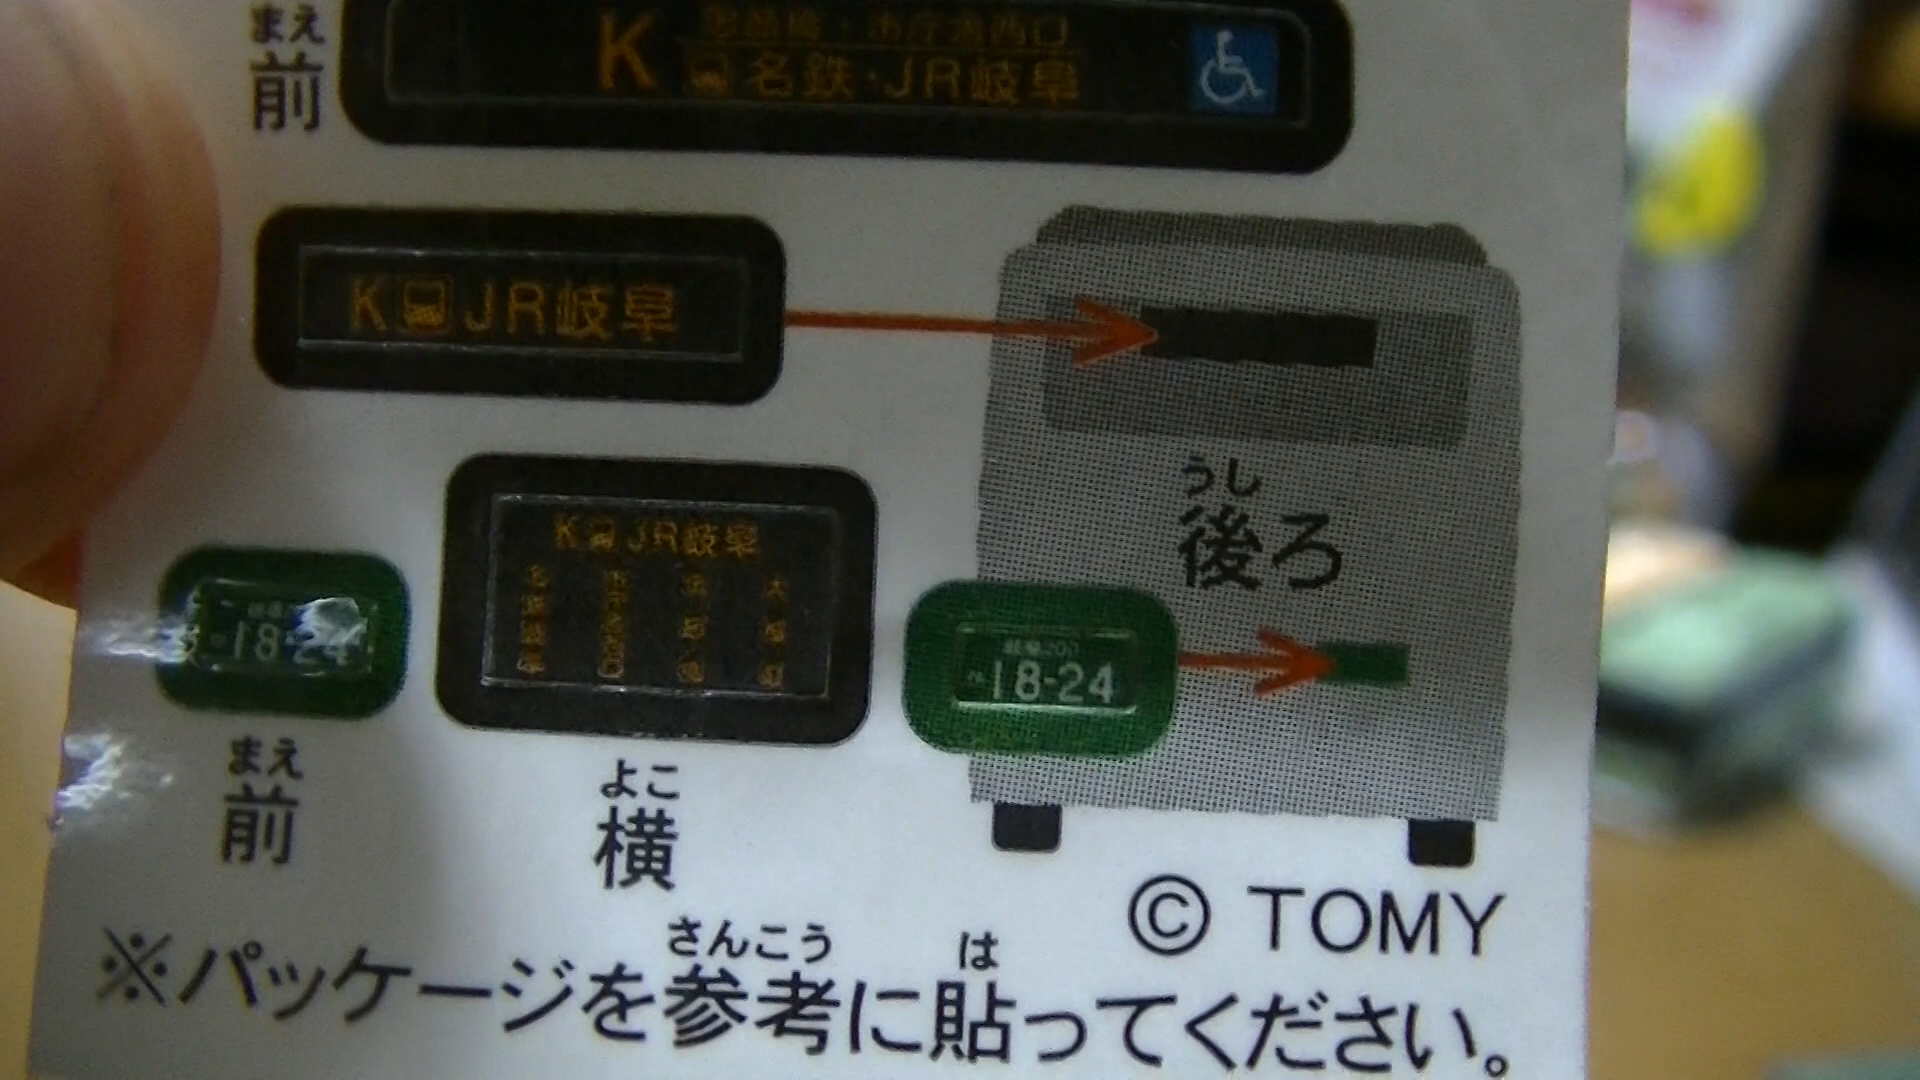 まえ
前
K
名鉄・JR岐阜
K JR岐阜
うし
後ろ
K JR岐阜
18-24
18-24
まえ
前
よこ
横
© TOMY
さんこう は
※パッケージを参考に貼ってください。